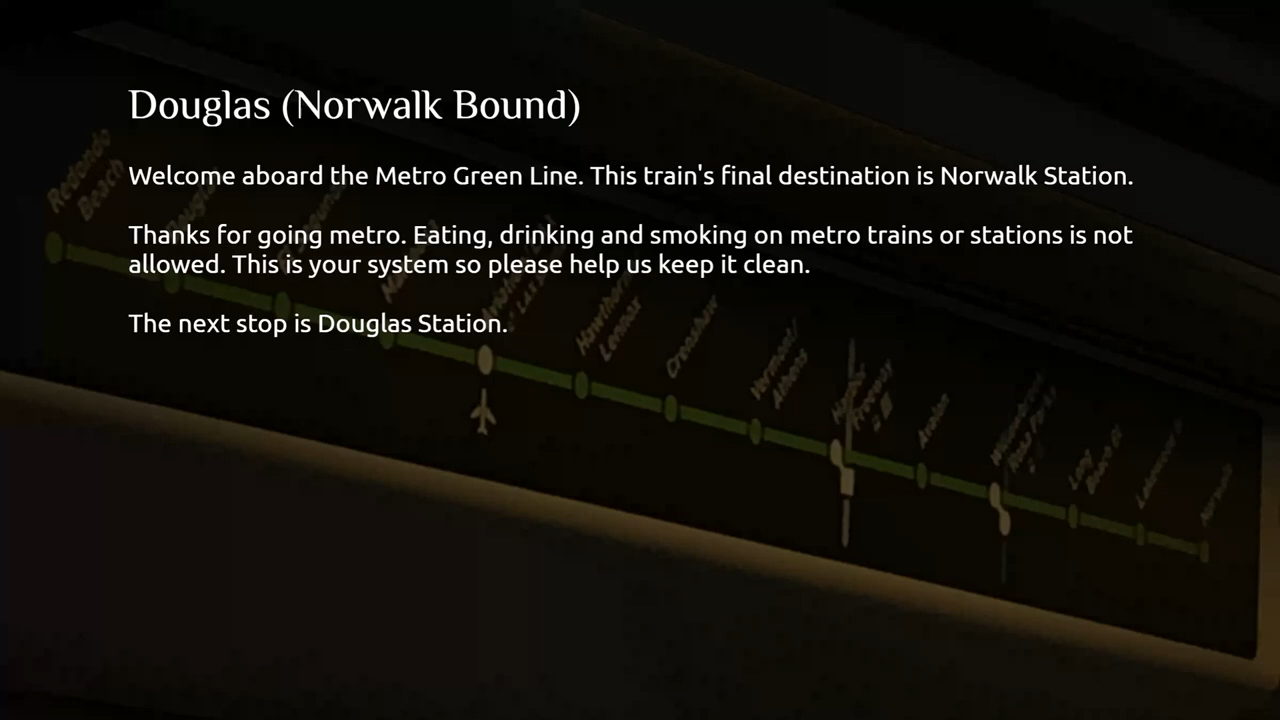 Douglas (Norwalk Bound)
Welcome aboard the Metro Green Line. This train's final destination is Norwalk Station.
Thanks for going metro. Eating, drinking and smoking on metro trains or stations is not
allowed. This is your system so please help us keep it clean.
The next stop is Douglas Station.
Redondo
Beach
Douglas
Hawthorne
Lennox
Crenshaw
Vermont/
Athens
Harbor
Freeway
Avalon
Long
Norwalk